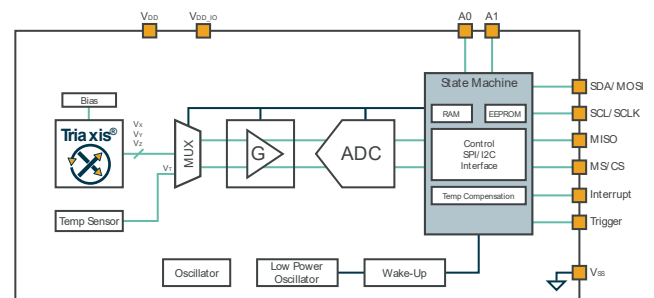 VDD
VDD_IO
A0
A1
Bias
Triaxis®
VX
VY
VZ
VT
MUX
G
ADC
State Machine
RAM
EEPROM
Control
SPI/I2C
Interface
Temp Compensation
SDA/MOSI
SCL/SCLK
MISO
MS/CS
Interrupt
Trigger
Temp Sensor
Oscillator
Low Power
Oscillator
Wake-Up
VSS